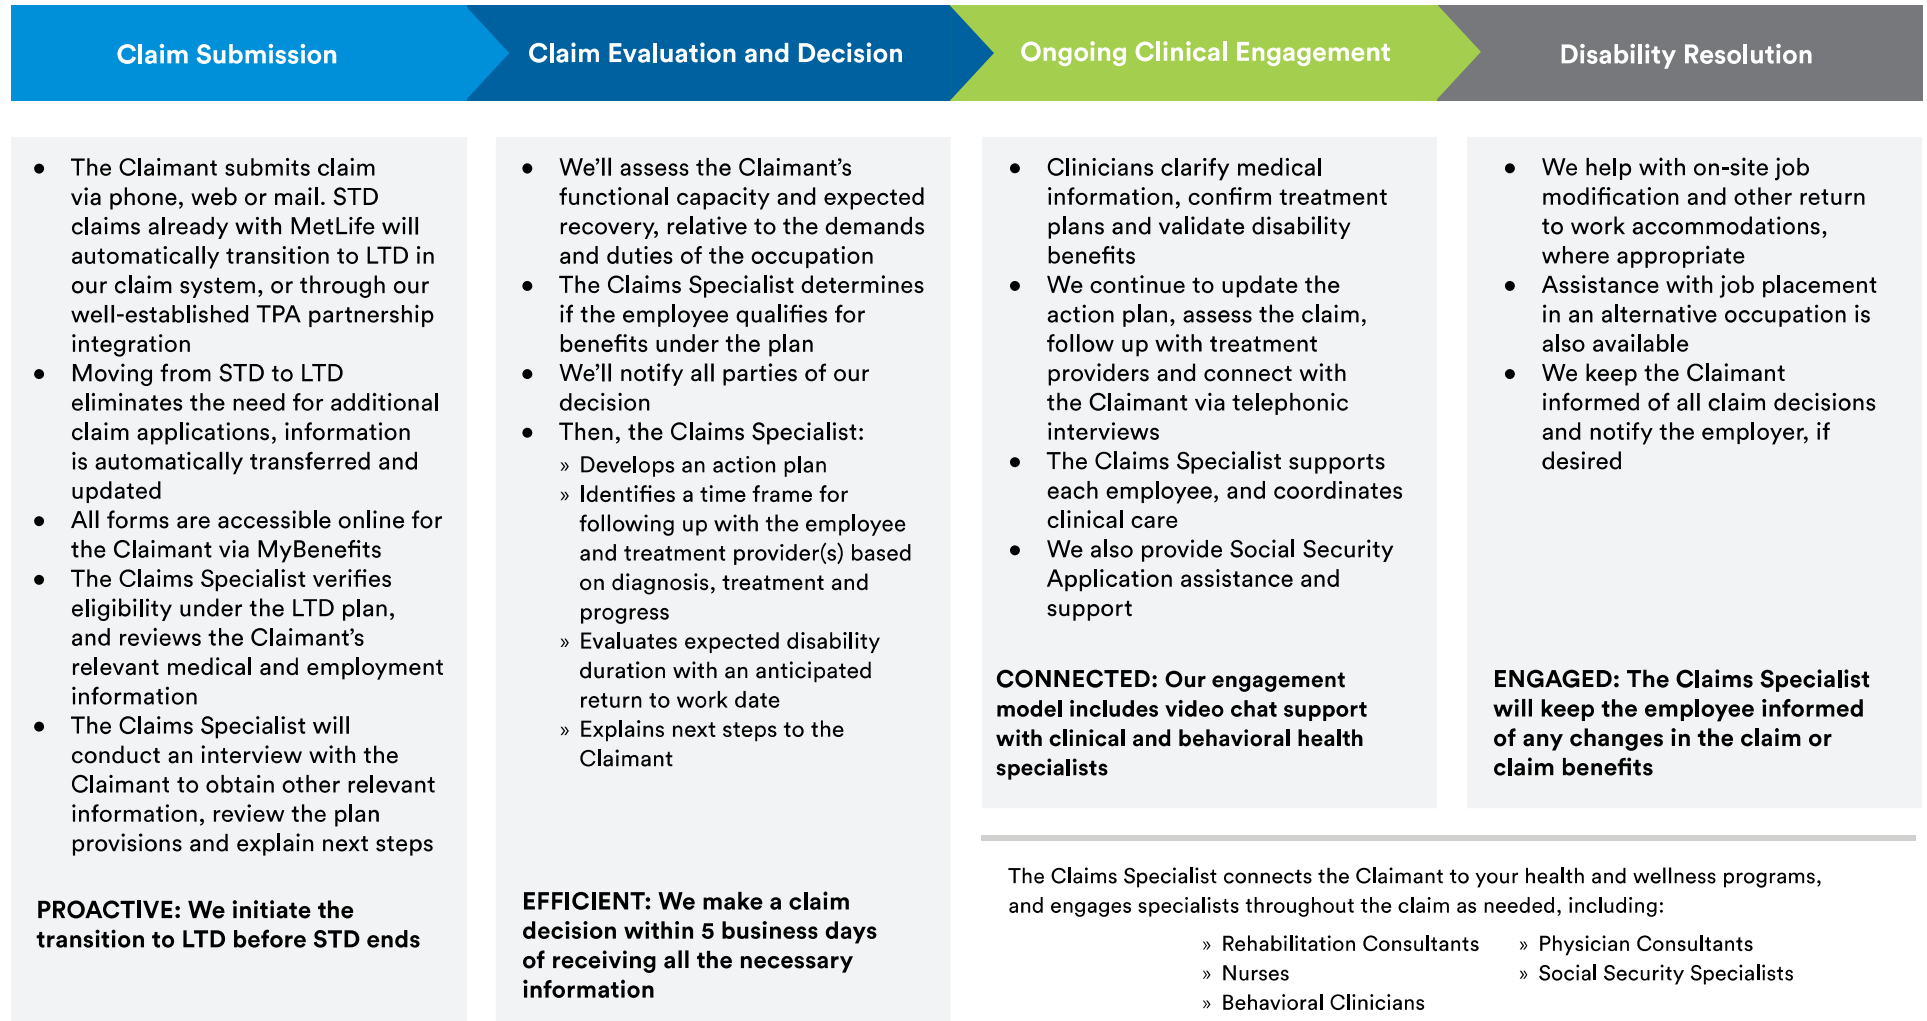 Claim Submission
Claim Evaluation and Decision
Ongoing Clinical Engagement
Disability Resolution
● The Claimant submits claim
via phone, web or mail. STD
claims already with MetLife will
automatically transition to LTD in
our claim system, or through our
well-established TPA partnership
integration
● Moving from STD to LTD
eliminates the need for additional
claim applications, information
is automatically transferred and
updated
● All forms are accessible online for
the Claimant via MyBenefits
● The Claims Specialist verifies
eligibility under the LTD plan,
and reviews the Claimant’s
relevant medical and employment
information
● The Claims Specialist will
conduct an interview with the
Claimant to obtain other relevant
information, review the plan
provisions and explain next steps
PROACTIVE: We initiate the
transition to LTD before STD ends
● We’ll assess the Claimant’s
functional capacity and expected
recovery, relative to the demands
and duties of the occupation
● The Claims Specialist determines
if the employee qualifies for
benefits under the plan
● We’ll notify all parties of our
decision
● Then, the Claims Specialist:
» Develops an action plan
» Identifies a time frame for
following up with the employee
and treatment provider(s) based
on diagnosis, treatment and
progress
» Evaluates expected disability
duration with an anticipated
return to work date
» Explains next steps to the
Claimant
EFFICIENT: We make a claim
decision within 5 business days
of receiving all the necessary
information
● Clinicians clarify medical
information, confirm treatment
plans and validate disability
benefits
● We continue to update the
action plan, assess the claim,
follow up with treatment
providers and connect with
the Claimant via telephonic
interviews
● The Claims Specialist supports
each employee, and coordinates
clinical care
● We also provide Social Security
Application assistance and
support
CONNECTED: Our engagement
model includes video chat support
with clinical and behavioral health
specialists
● We help with on-site job
modification and other return
to work accommodations,
where appropriate
● Assistance with job placement
in an alternative occupation is
also available
● We keep the Claimant
informed of all claim decisions
and notify the employer, if
desired
ENGAGED: The Claims Specialist
will keep the employee informed
of any changes in the claim or
claim benefits
The Claims Specialist connects the Claimant to your health and wellness programs,
and engages specialists throughout the claim as needed, including:
» Rehabilitation Consultants
» Nurses
» Behavioral Clinicians
» Physician Consultants
» Social Security Specialists